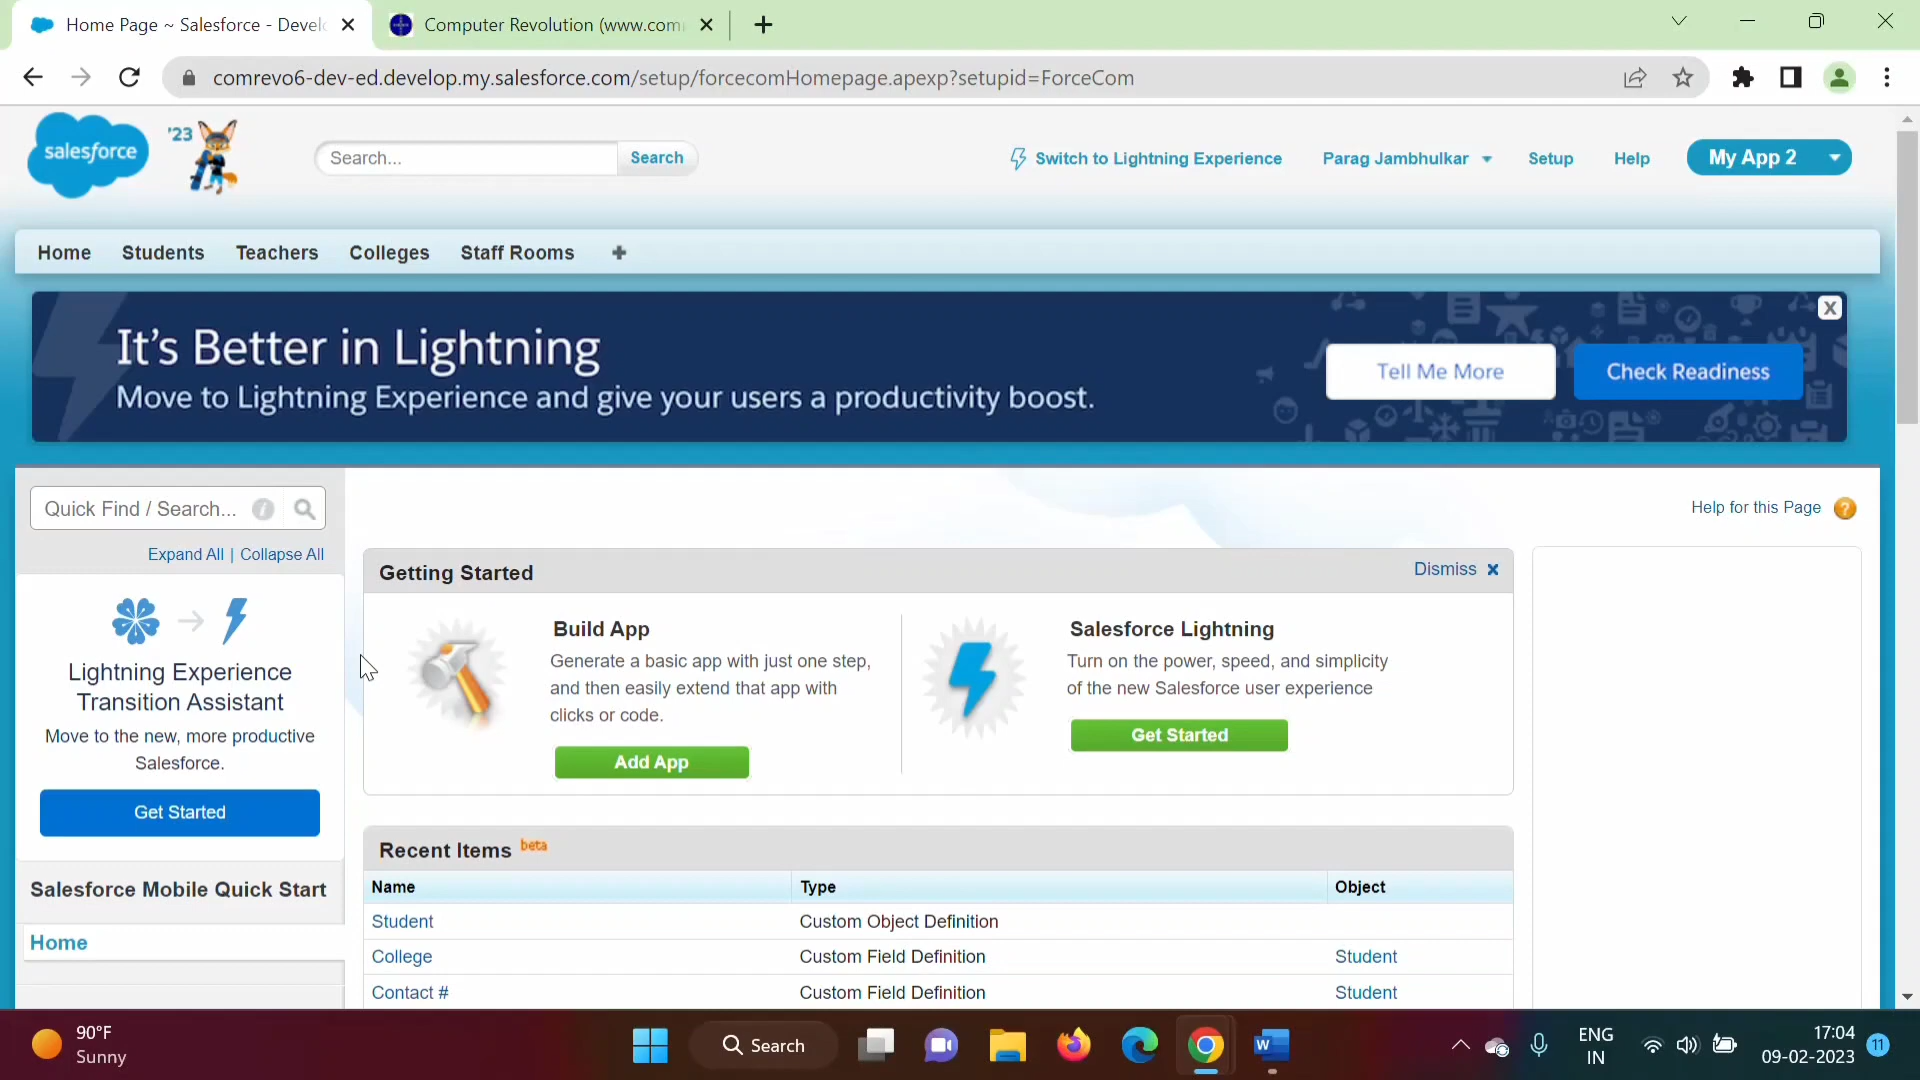 Home Page ~ Salesforce - Devel
Computer Revolution (www.com
comrevo6-dev-ed.develop.my.salesforce.com/setup/forcecomHomepage.apexp?setupid=ForceCom
salesforce
'23
Search...
Search
Switch to Lightning Experience
Parag Jambhulkar
Setup
Help
My App 2
Home
Students
Teachers
Colleges
Staff Rooms
It's Better in Lightning
Move to Lightning Experience and give your users a productivity boost.
Tell Me More
Check Readiness
X
Quick Find / Search...
Expand All | Collapse All
Lightning Experience
Transition Assistant
Move to the new, more productive
Salesforce.
Get Started
Salesforce Mobile Quick Start
Home
Help for this Page
Getting Started
Dismiss
Build App
Generate a basic app with just one step,
and then easily extend that app with
clicks or code.
Add App
Salesforce Lightning
Turn on the power, speed, and simplicity
of the new Salesforce user experience
Get Started
Recent Items beta
Name Type Object
Student Custom Object Definition
College Custom Field Definition Student
Contact # Custom Field Definition Student
90°F
Sunny
Search
ENG
IN
17:04
09-02-2023
11